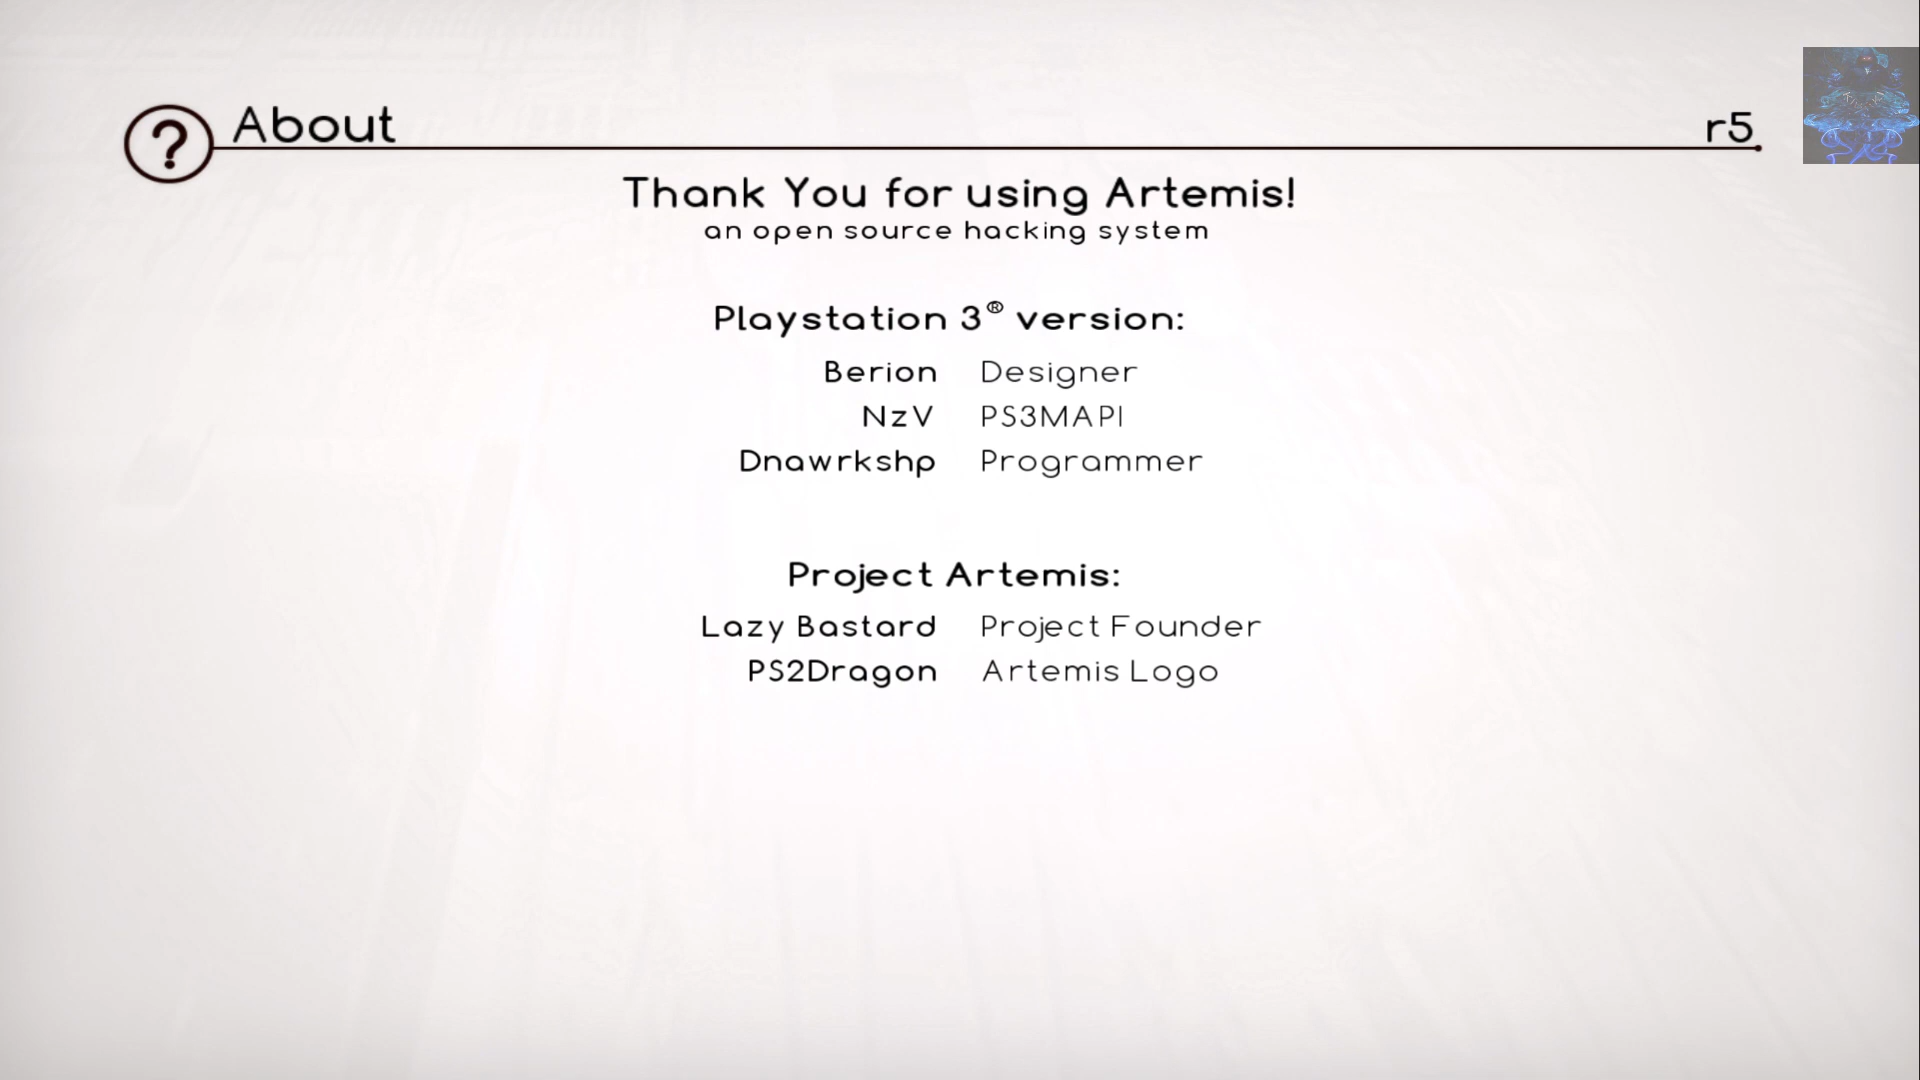 ? About r5
Thank You for using Artemis!
an open source hacking system
Playstation 3® version:
Berion Designer
NzV PS3MAPI
Dnawrkshp Programmer
Project Artemis:
Lazy Bastard Project Founder
PS2Dragon Artemis Logo